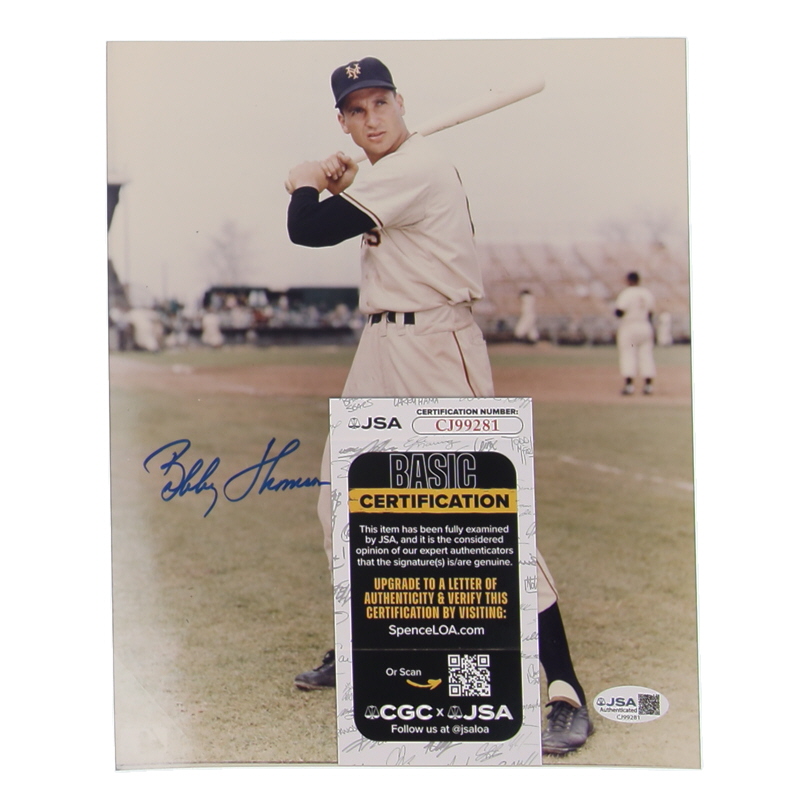 NY
S
Bobby Thomson
JSA
CERTIFICATION NUMBER:
CJ99281
BASIC
CERTIFICATION
This item has been fully examined
by JSA, and it is the considered
opinion of our expert authenticators
that the signature(s) is/are genuine.
UPGRADE TO A LETTER OF
AUTHENTICITY & VERIFY THIS
CERTIFICATION BY VISITING:
SpenceLOA.com
Or Scan
CGC x JSA
Follow us at @jsaloa
JSA
Authenticated
CJ99281